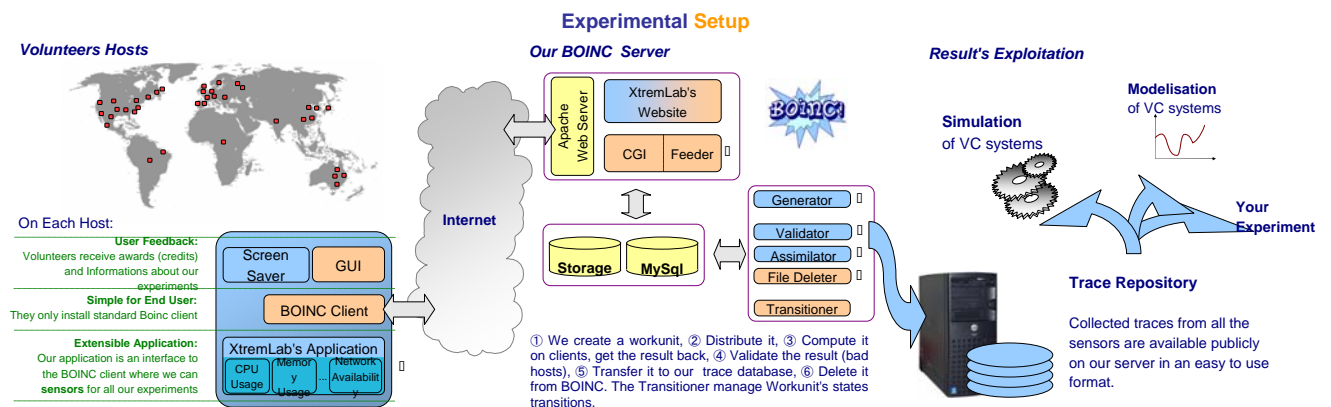 Experimental Setup
Volunteers Hosts
On Each Host:
User Feedback:
Volunteers receive awards (credits)
and Informations about our
experiments
Simple for End User:
They only install standard Boinc client
Extensible Application:
Our application is an interface to
the BOINC client where we can
sensors for all our experiments
Screen
Saver
GUI
BOINC Client
XtremLab's Application
CPU
Usage
Memor
y
Usage
...
Network
Availabilit
y
Internet
Our BOINC Server
Apache
Web Server
XtremLab's
Website
CGI
Feeder
BOINC!
Storage
MySql
Generator
Validator
Assimilator
File Deleter
Transitioner
① We create a workunit, ② Distribute it, ③ Compute it
on clients, get the result back, ④ Validate the result (bad
hosts), ⑤ Transfer it to our trace database, ⑥ Delete it
from BOINC. The Transitioner manage Workunit's states
transitions.
Result's Exploitation
Modelisation
of VC systems
Simulation
of VC systems
Your
Experiment
Trace Repository
Collected traces from all the
sensors are available publicly
on our server in an easy to use
format.